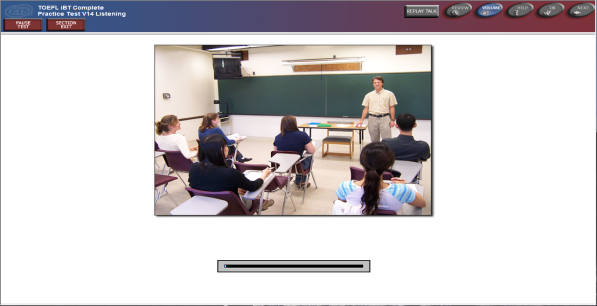 TOEFL iBT Complete
Practice Test V14 Listening
PAUSE
TEST
SECTION
EXIT
REPLAY TALK
REVIEW
VOLUME
HELP
OK
NEXT